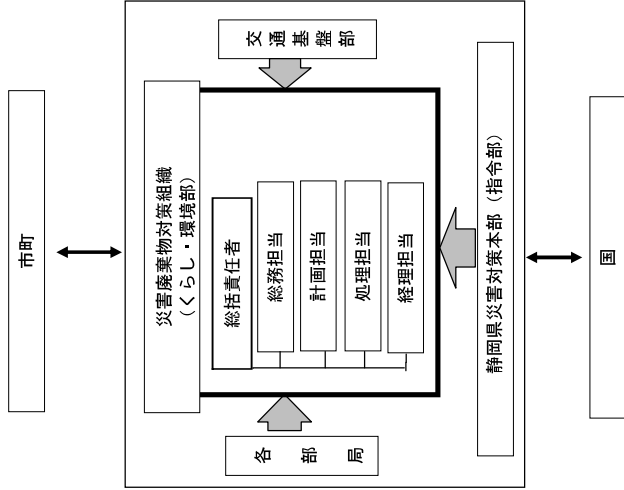 市町
災害廃棄物対策組織
（くらし・環境部）
総括責任者
総務担当
計画担当
処理担当
経理担当
各部局
交通基盤部
静岡県災害対策本部（指令部）
国